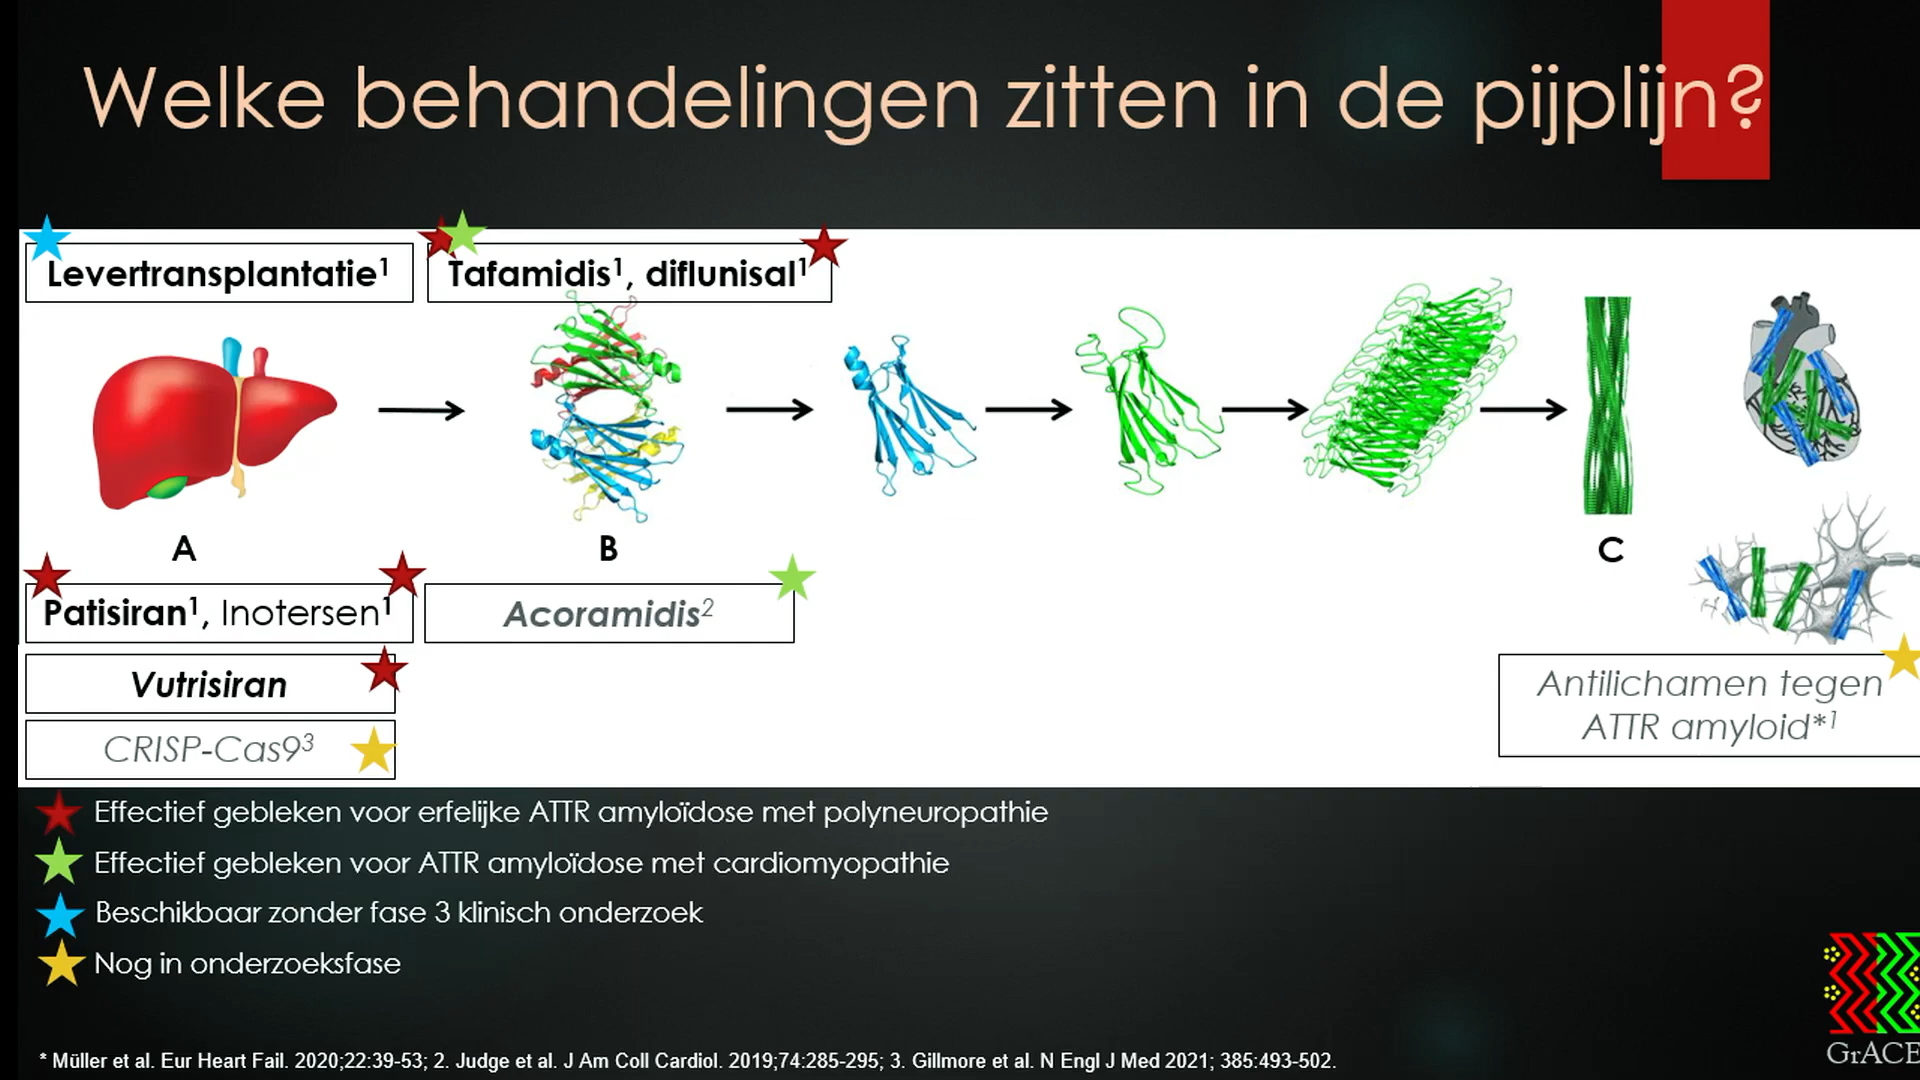 Welke behandelingen zitten in de pijplijn?
Levertransplantatie¹
Tafamidis¹, diflunisal¹
A
B
C
Patisiran¹, Inotersen¹
Acoramidis²
Vutrisiran
CRISP-Cas9³
Antilichamen tegen
ATTR amyloid*¹
Effectief gebleken voor erfelijke ATTR amyloïdose met polyneuropathie
Effectief gebleken voor ATTR amyloïdose met cardiomyopathie
Beschikbaar zonder fase 3 klinisch onderzoek
Nog in onderzoeksfase
* Müller et al. Eur Heart Fail. 2020;22:39-53; 2. Judge et al. J Am Coll Cardiol. 2019;74:285-295; 3. Gillmore et al. N Engl J Med 2021; 385:493-502.
GrACE